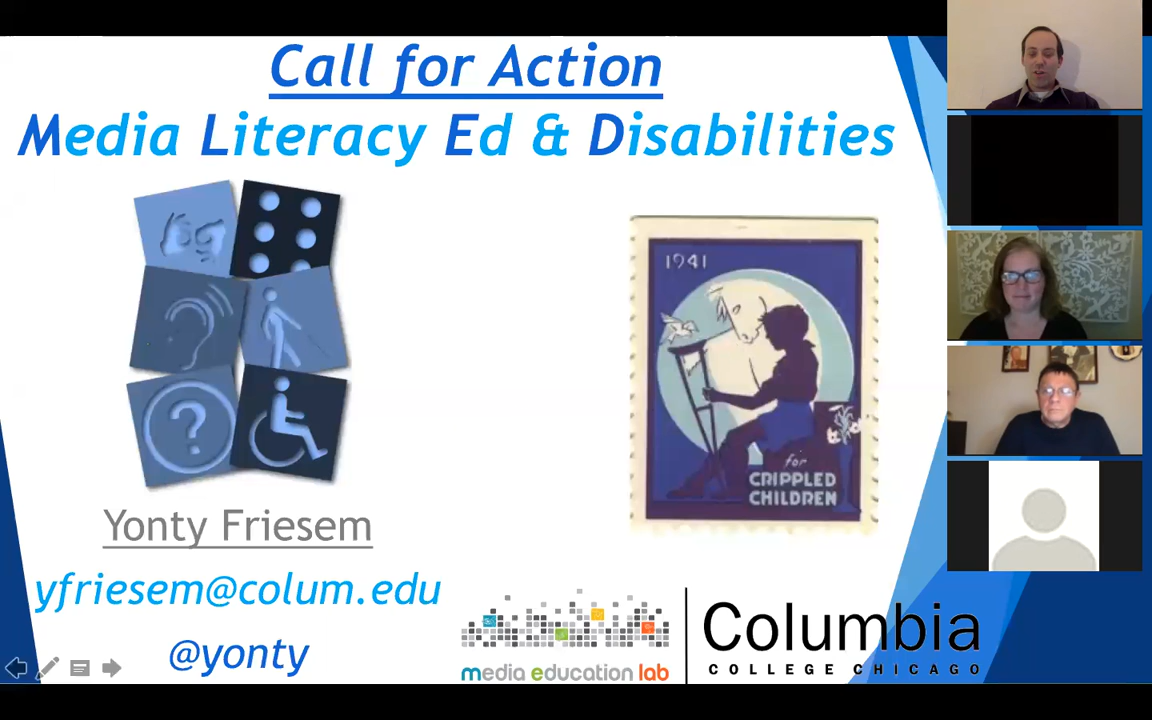 Call for Action
Media Literacy Ed & Disabilities
1941
for
CRIPPLED
CHILDREN
?
Yonty Friesem
yfriesem@colum.edu
@yonty
media education lab
Columbia
COLLEGE CHICAGO